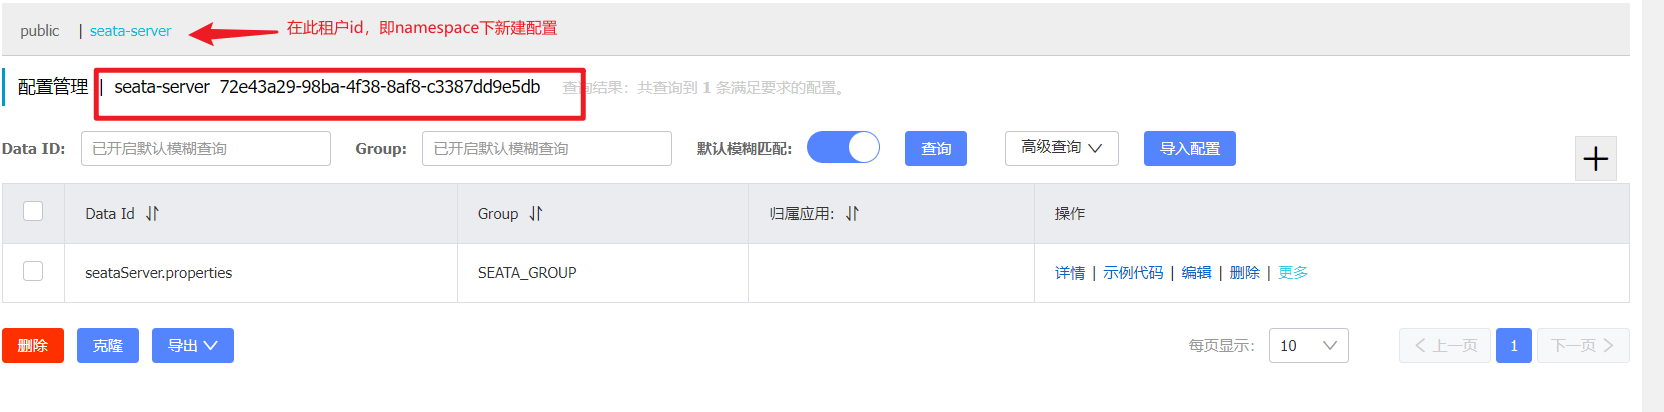 public | seata-server 在此租户id，即namespace下新建配置
配置管理 | seata-server 72e43a29-98ba-4f38-8af8-c3387dd9e5db 查询结果：共查询到 1 条满足要求的配置。
Data ID: 已开启默认模糊查询 Group: 已开启默认模糊查询 默认模糊匹配: 查询 高级查询 导入配置
Data Id Group 归属应用: 操作
seataServer.properties SEATA_GROUP 详情 | 示例代码 | 编辑 | 删除 | 更多
删除 克隆 导出 每页显示: 10 上一页 1 下一页